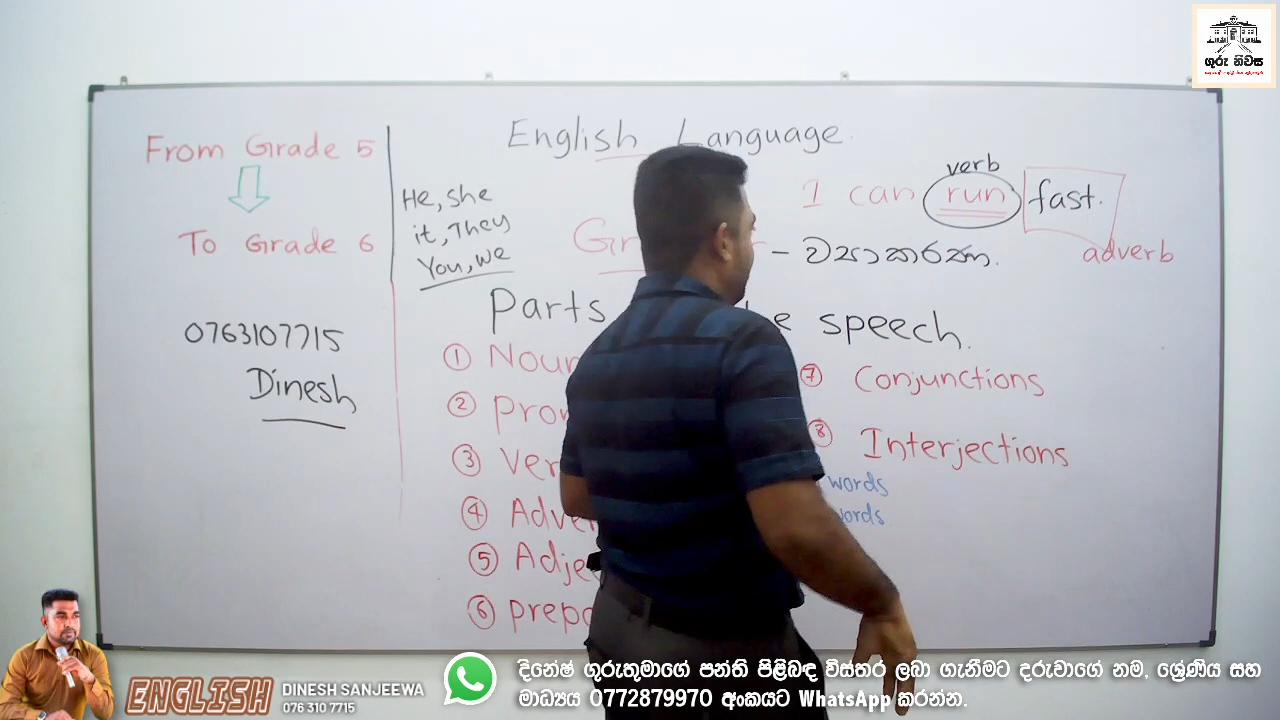 ගුරු නිවස
From Grade 5
To Grade 6
0763107715
Dinesh
English Language.
He, she
it, They
You, we
I can run fast.
verb
adverb
Gr
- ව්‍යාකරණ.
Parts
speech.
① Noun
② pro
③ Ver
④ Adve
⑤ Adje
⑥ prepo
⑦ Conjunctions
⑧ Interjections
words
words
ENGLISH
DINESH SANJEEWA
076 310 7715
දිනේෂ් ගුරුතුමාගේ පන්ති පිළිබඳ විස්තර ලබා ගැනීමට දරුවාගේ නම, ශ්‍රේණිය සහ
මාධ්‍යය 0772879970 අංකයට WhatsApp කරන්න.